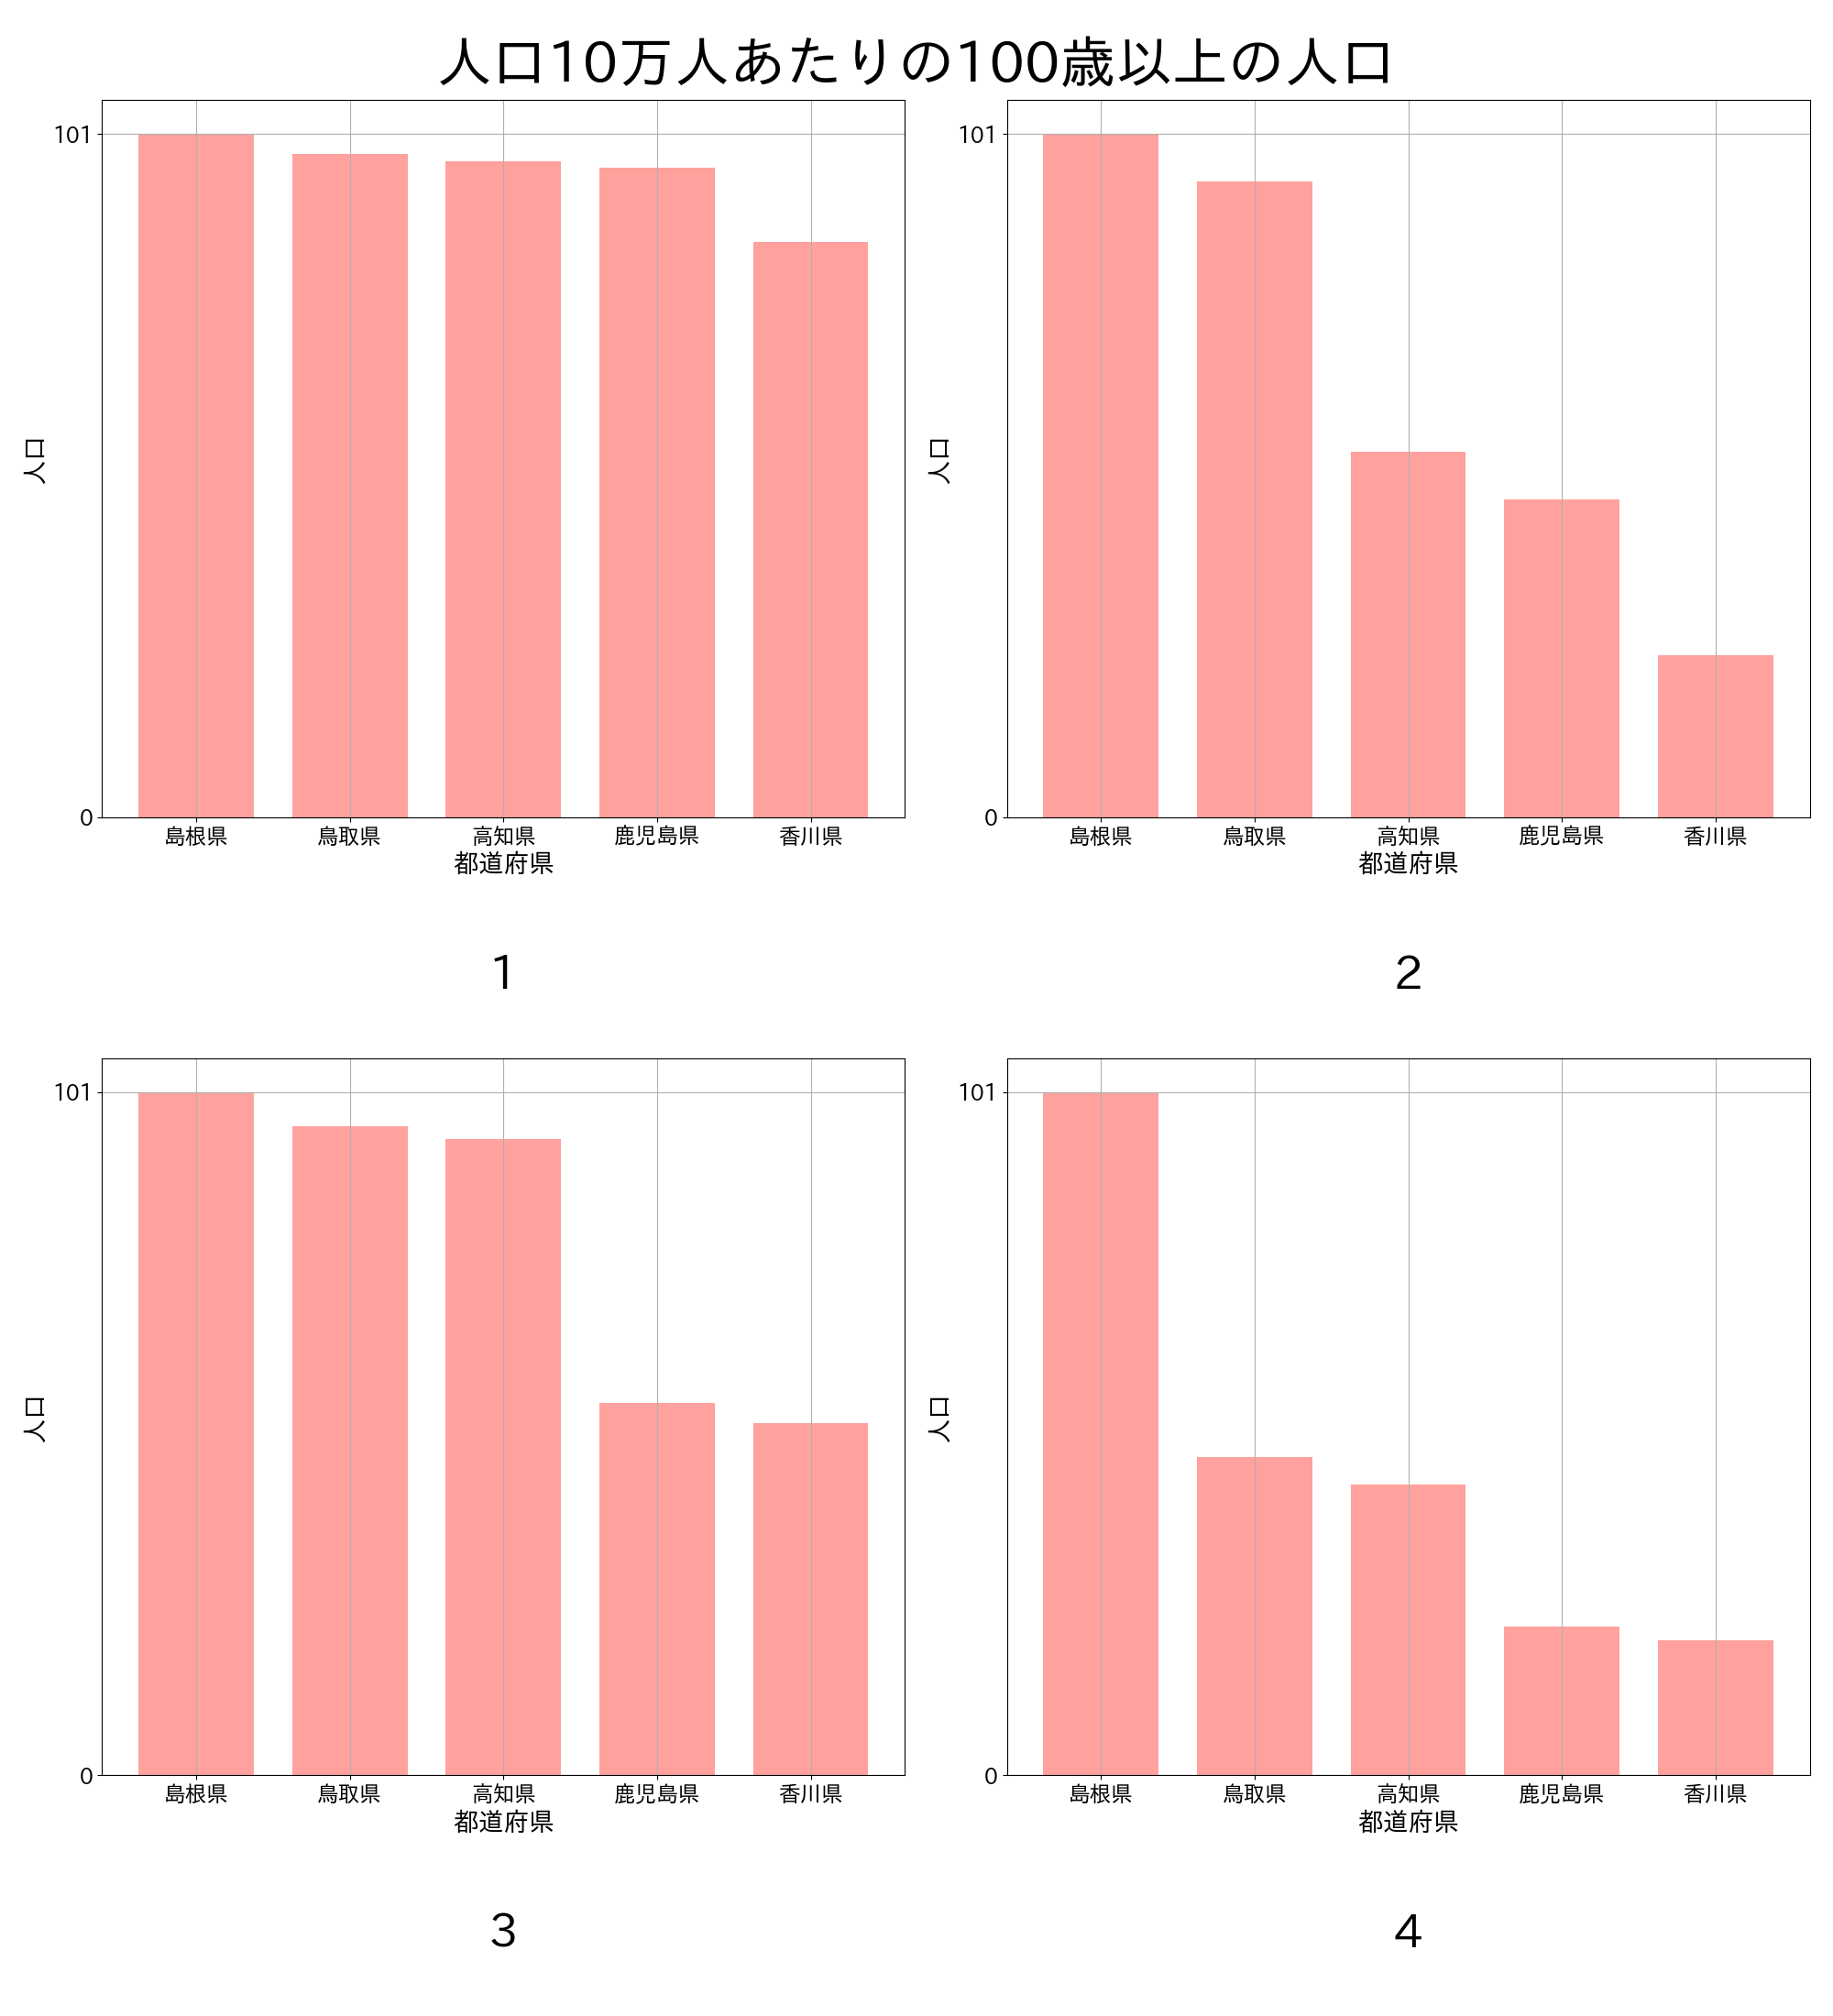 人口10万人あたりの100歳以上の人口
101
人口
0
島根県 鳥取県 高知県 鹿児島県 香川県
都道府県
1
101
人口
0
島根県 鳥取県 高知県 鹿児島県 香川県
都道府県
2
101
人口
0
島根県 鳥取県 高知県 鹿児島県 香川県
都道府県
3
101
人口
0
島根県 鳥取県 高知県 鹿児島県 香川県
都道府県
4